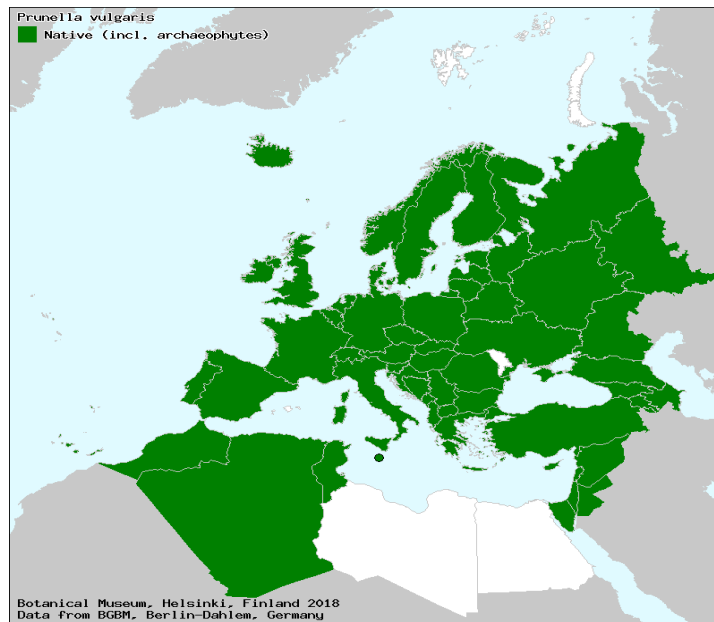 Prunella vulgaris
Native (incl. archaeophytes)
Botanical Museum, Helsinki, Finland 2018
Data from BGBM, Berlin-Dahlem, Germany